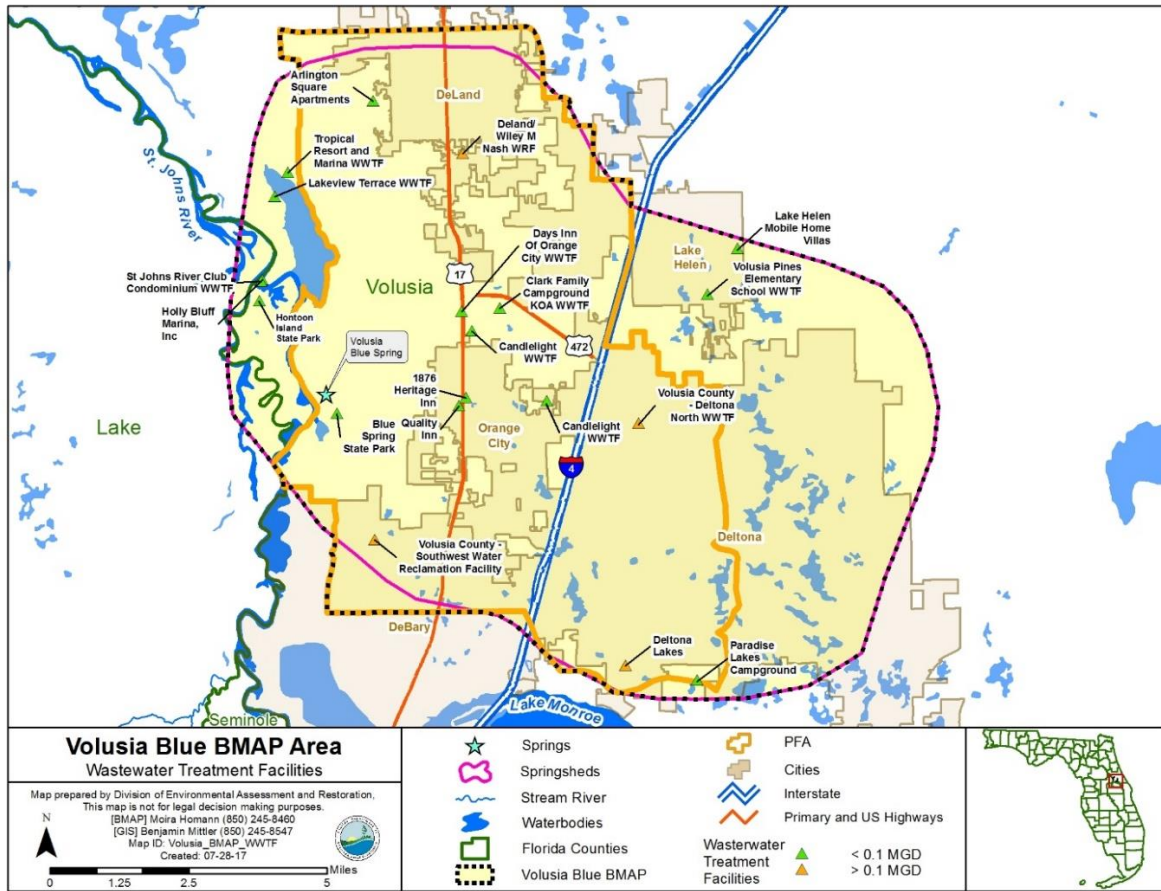 Arlington
Square
Apartments
DeLand
Deland/
Wiley M
Nash WRF
Tropical
Resort and
Marina WWTF
Lakeview Terrace WWTF
St. Johns
River
Lake Helen
Mobile Home
Villas
Lake
Helen
Days Inn
Of Orange
City WWTF
Volusia Pines
Elementary
School WWTF
St Johns River Club
Condominium WWTF
17
Volusia
Clark Family
Campground
KOA WWTF
Holly Bluff
Marina,
Inc
Hontoon
Island
State Park
Volusia
Blue Spring
Candlelight
WWTF
472
1876
Heritage
Inn
Volusia County
- Deltona
North WWTF
Lake
Blue
Spring
State Park
Quality
Inn
Orange
City
Candlelight
WWTF
4
Volusia County -
Southwest Water
Reclamation Facility
Deltona
DeBary
Deltona
Lakes
Paradise
Lakes
Campground
Lake Monroe
Seminole
Volusia Blue BMAP Area
Wastewater Treatment Facilities
Map prepared by Division of Environmental Assessment and Restoration.
This map is not for legal decision making purposes.
[BMAP] Moira Homann (850) 245-8460
[GIS] Benjamin Mittler (850) 245-8547
Map ID: Volusia_BMAP_WWTF
Created: 07-28-17
N
Miles
0 1.25 2.5 5
Springs
Springsheds
Stream River
Waterbodies
Florida Counties
Volusia Blue BMAP
PFA
Cities
Interstate
Primary and US Highways
Wastewater
Treatment
Facilities
< 0.1 MGD
> 0.1 MGD